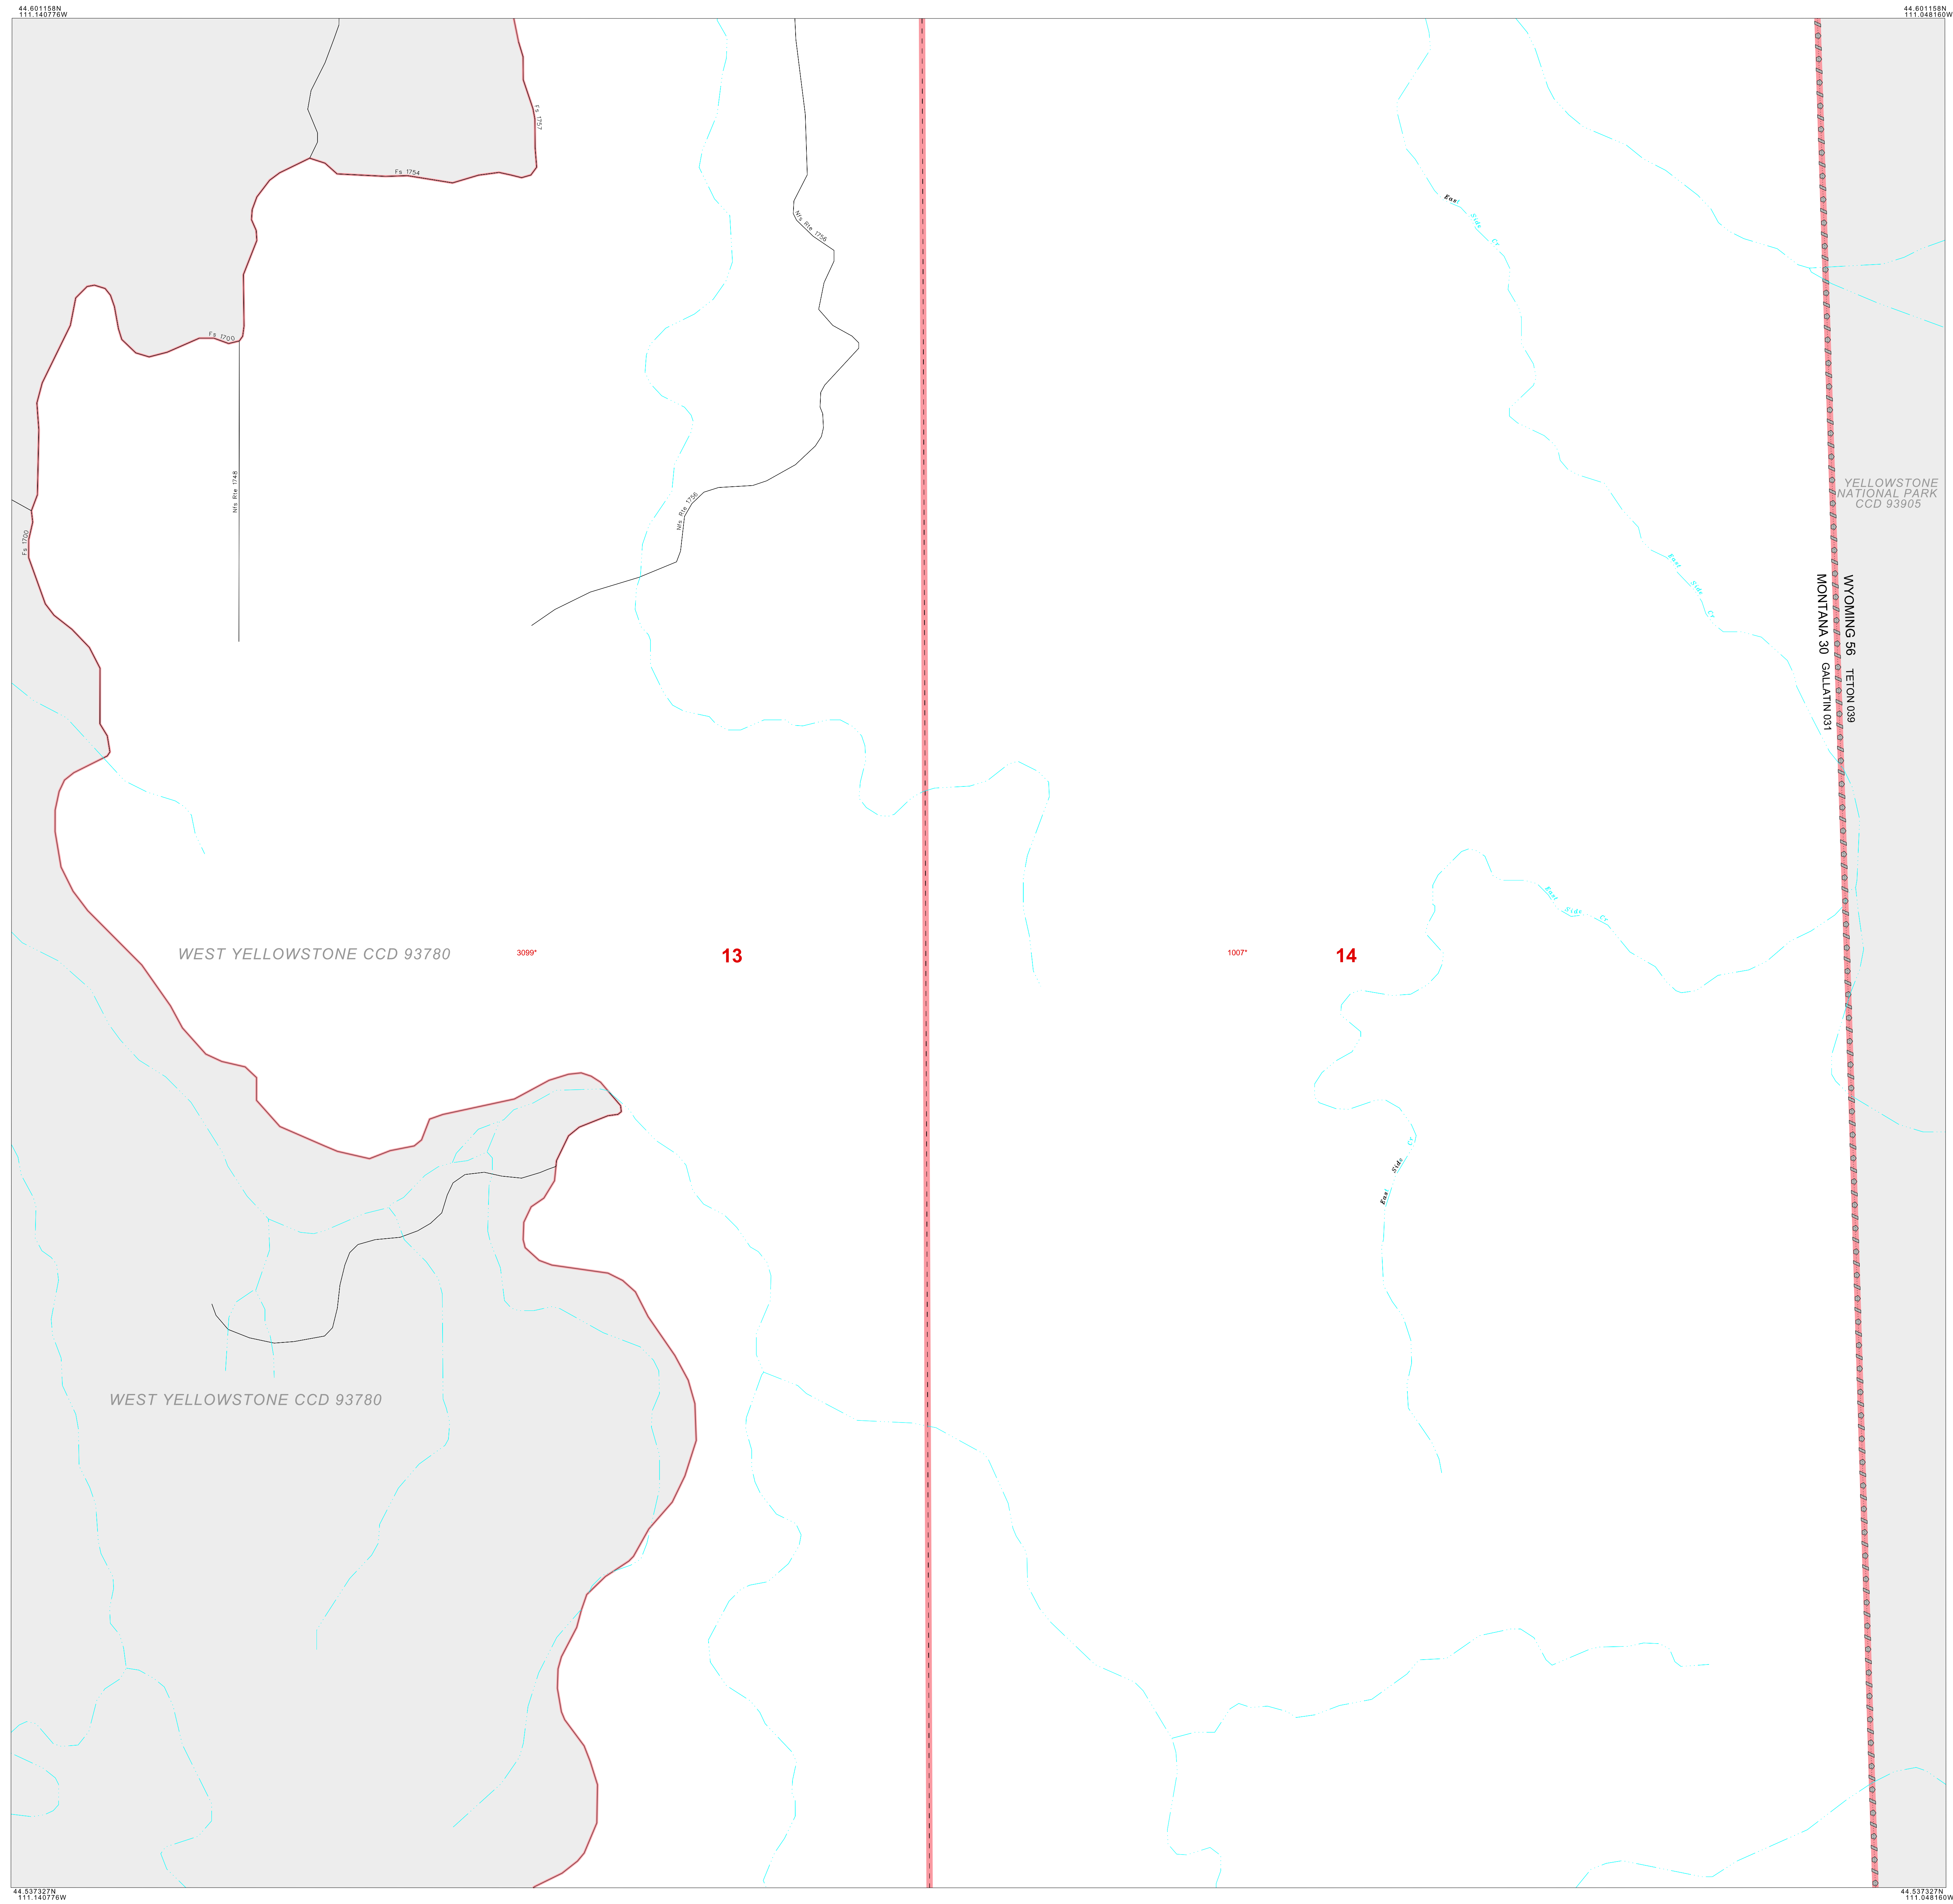 44.601158N
111.140776W
44.601158N
111.048160W
Fs 1757
Fs 1754
East Side Cr
Nfs Rte 1756
Fs 1700
Nfs Rte 1748
YELLOWSTONE
NATIONAL PARK
CCD 93905
Nfs Rte 1756
Fs 1700
East Side Cr
WYOMING 56 TETON 039
MONTANA 30 GALLATIN 031
East Side Cr
WEST YELLOWSTONE CCD 93780
3099*
13
1007*
14
East Side Cr
WEST YELLOWSTONE CCD 93780
44.537327N
111.140776W
44.537327N
111.048160W